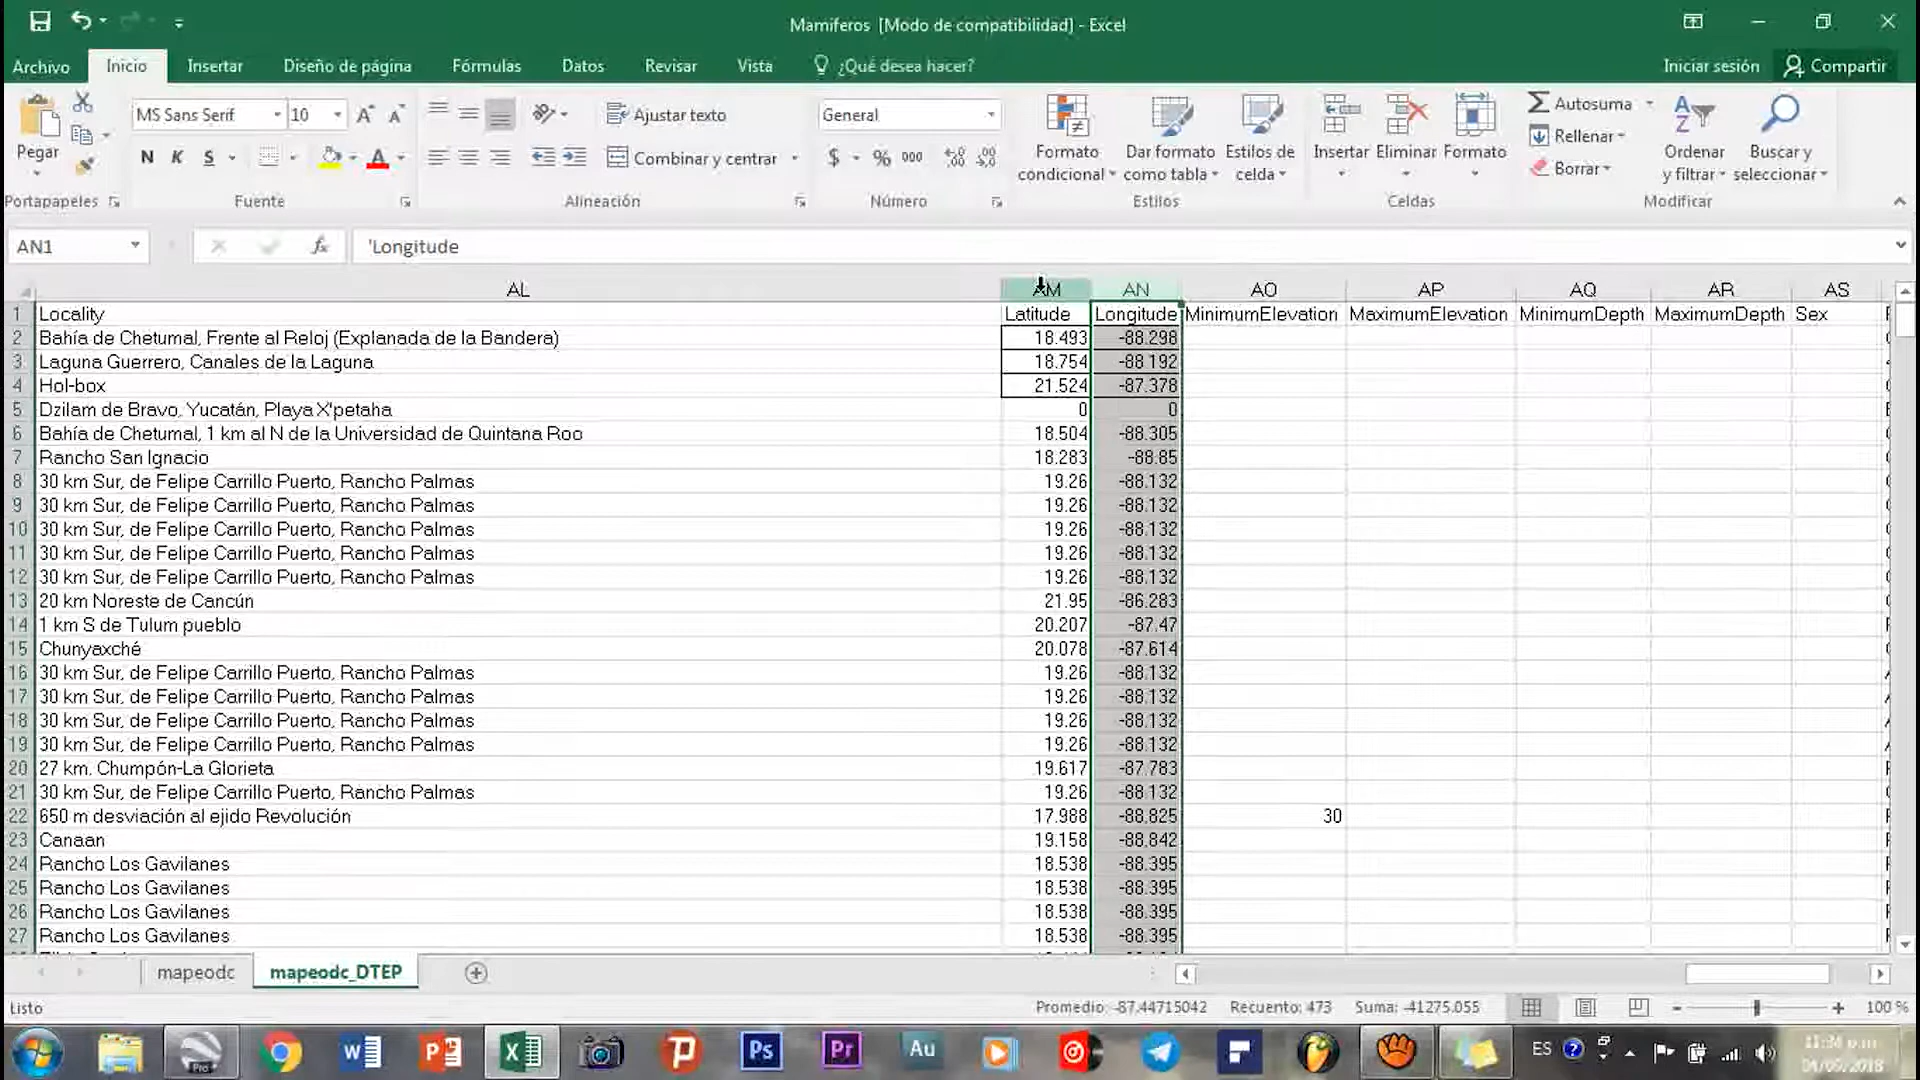 Mamiferos [Modo de compatibilidad] - Excel
Archivo Inicio Insertar Diseño de página Fórmulas Datos Revisar Vista ¿Qué desea hacer? Iniciar sesión Compartir
MS Sans Serif 10 Ajustar texto General Autosuma
Pegar N K S Combinar y centrar $ % 000 Formato condicional Dar formato como tabla Estilos de celda Insertar Eliminar Formato Rellenar Borrar Ordenar y filtrar Buscar y seleccionar
Portapapeles Fuente Alineación Número Estilos Celdas Modificar
AN1 fx 'Longitude
AL AM AN AO AP AQ AR AS
1 Locality Latitude Longitude MinimumElevation MaximumElevation MinimumDepth MaximumDepth Sex
2 Bahía de Chetumal, Frente al Reloj (Explanada de la Bandera) 18.493 -88.298
3 Laguna Guerrero, Canales de la Laguna 18.754 -88.192
4 Hol-box 21.524 -87.378
5 Dzilam de Bravo, Yucatán, Playa X'petaha 0 0
6 Bahía de Chetumal, 1 km al N de la Universidad de Quintana Roo 18.504 -88.305
7 Rancho San Ignacio 18.283 -88.85
8 30 km Sur, de Felipe Carrillo Puerto, Rancho Palmas 19.26 -88.132
9 30 km Sur, de Felipe Carrillo Puerto, Rancho Palmas 19.26 -88.132
10 30 km Sur, de Felipe Carrillo Puerto, Rancho Palmas 19.26 -88.132
11 30 km Sur, de Felipe Carrillo Puerto, Rancho Palmas 19.26 -88.132
12 30 km Sur, de Felipe Carrillo Puerto, Rancho Palmas 19.26 -88.132
13 20 km Noreste de Cancún 21.95 -86.283
14 1 km S de Tulum pueblo 20.207 -87.47
15 Chunyaxché 20.078 -87.614
16 30 km Sur, de Felipe Carrillo Puerto, Rancho Palmas 19.26 -88.132
17 30 km Sur, de Felipe Carrillo Puerto, Rancho Palmas 19.26 -88.132
18 30 km Sur, de Felipe Carrillo Puerto, Rancho Palmas 19.26 -88.132
19 30 km Sur, de Felipe Carrillo Puerto, Rancho Palmas 19.26 -88.132
20 27 km. Chumpón-La Glorieta 19.617 -87.783
21 30 km Sur, de Felipe Carrillo Puerto, Rancho Palmas 19.26 -88.132
22 650 m desviación al ejido Revolución 17.988 -88.825 30
23 Canaan 19.158 -88.842
24 Rancho Los Gavilanes 18.538 -88.395
25 Rancho Los Gavilanes 18.538 -88.395
26 Rancho Los Gavilanes 18.538 -88.395
27 Rancho Los Gavilanes 18.538 -88.395
mapeodc mapeodc_DTEP
Listo Promedio: -87.44715042 Recuento: 473 Suma: -41275.055 100 %
Pro Ps Pr Au ES